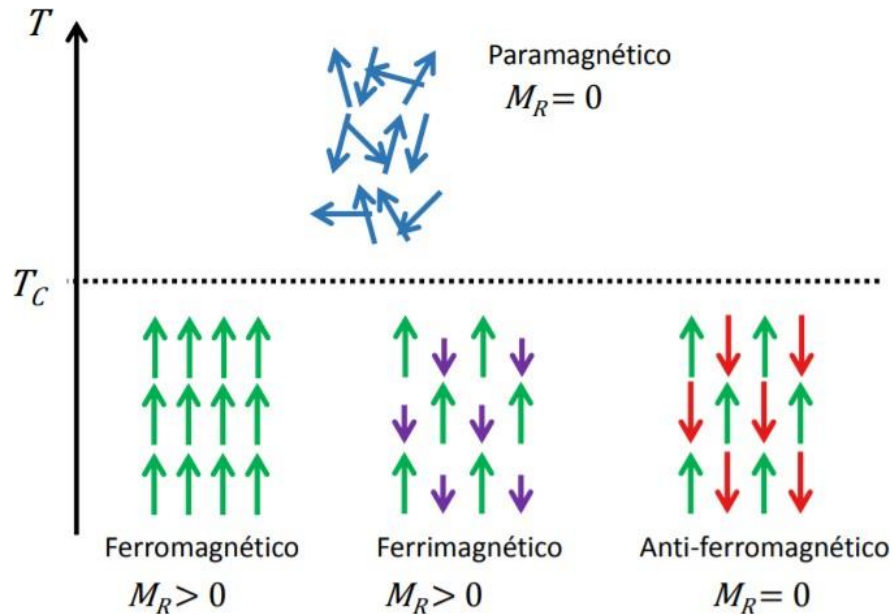 T
Paramagnético
M_R = 0
T_C
Ferromagnético
M_R > 0
Ferrimagnético
M_R > 0
Anti-ferromagnético
M_R = 0